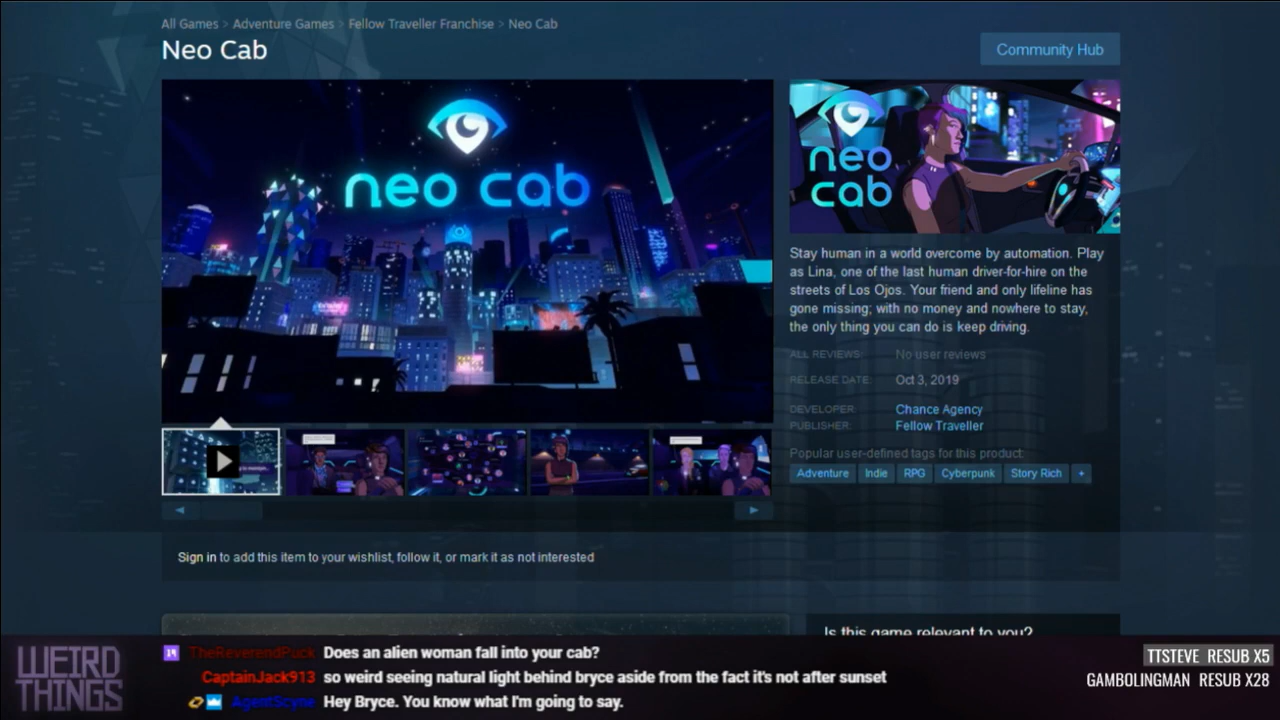 All Games > Adventure Games > Fellow Traveller Franchise > Neo Cab
Neo Cab
Community Hub
neo cab
neo
cab
Stay human in a world overcome by automation. Play
as Lina, one of the last human driver-for-hire on the
streets of Los Ojos. Your friend and only lifeline has
gone missing; with no money and nowhere to stay,
the only thing you can do is keep driving.
ALL REVIEWS: No user reviews
RELEASE DATE: Oct 3, 2019
DEVELOPER: Chance Agency
PUBLISHER: Fellow Traveller
Popular user-defined tags for this product:
Adventure Indie RPG Cyberpunk Story Rich +
Sign in to add this item to your wishlist, follow it, or mark it as not interested
Is this game relevant to you?
WEIRD
THINGS
TheReverendPuck Does an alien woman fall into your cab?
CaptainJack913 so weird seeing natural light behind bryce aside from the fact it's not after sunset
AgentScyne Hey Bryce. You know what I'm going to say.
TTSTEVE RESUB X5
GAMBOLINGMAN RESUB X28